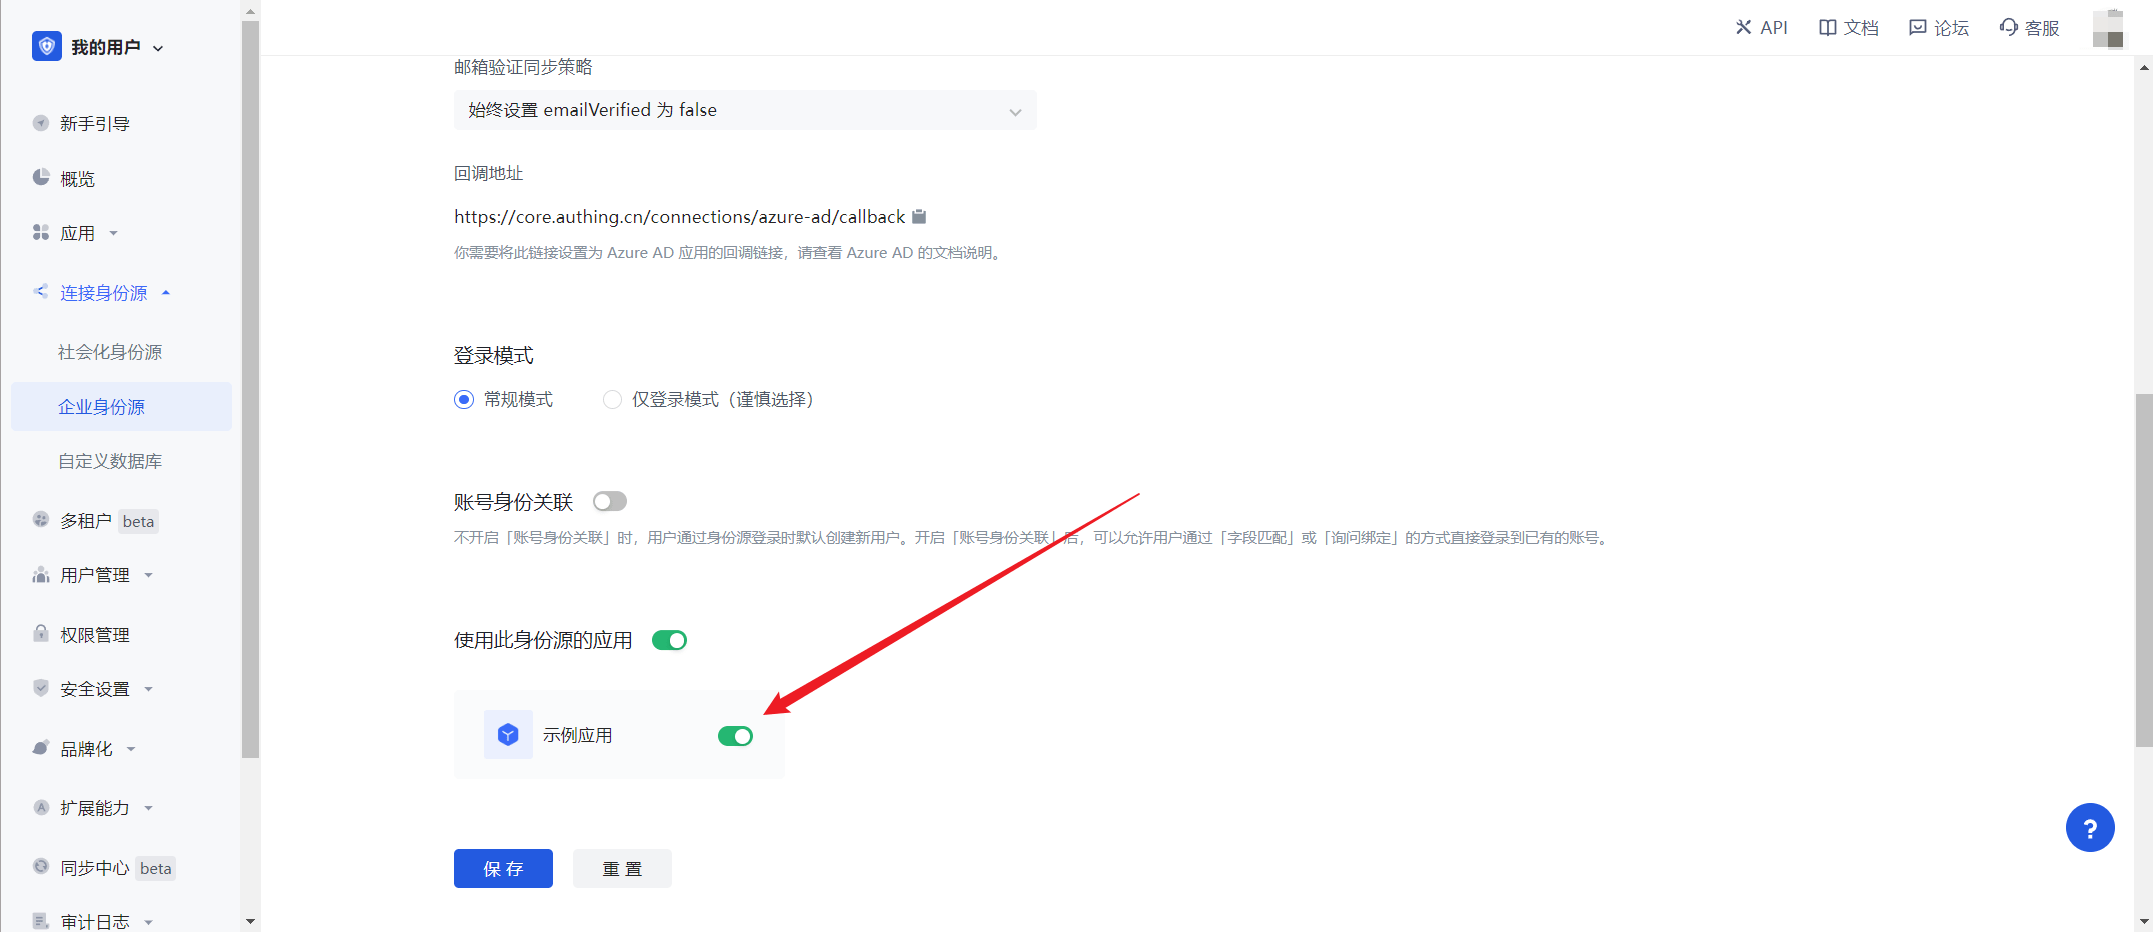 我的用户
API
文档
论坛
客服
新手引导
概览
应用
连接身份源
社会化身份源
企业身份源
自定义数据库
多租户 beta
用户管理
权限管理
安全设置
品牌化
扩展能力
同步中心 beta
审计日志
邮箱验证同步策略
始终设置 emailVerified 为 false
回调地址
https://core.authing.cn/connections/azure-ad/callback
你需要将此链接设置为 Azure AD 应用的回调链接，请查看 Azure AD 的文档说明。
登录模式
常规模式
仅登录模式（谨慎选择）
账号身份关联
不开启「账号身份关联」时，用户通过身份源登录时默认创建新用户。开启「账号身份关联」后，可以允许用户通过「字段匹配」或「询问绑定」的方式直接登录到已有的账号。
使用此身份源的应用
示例应用
保 存
重 置
?